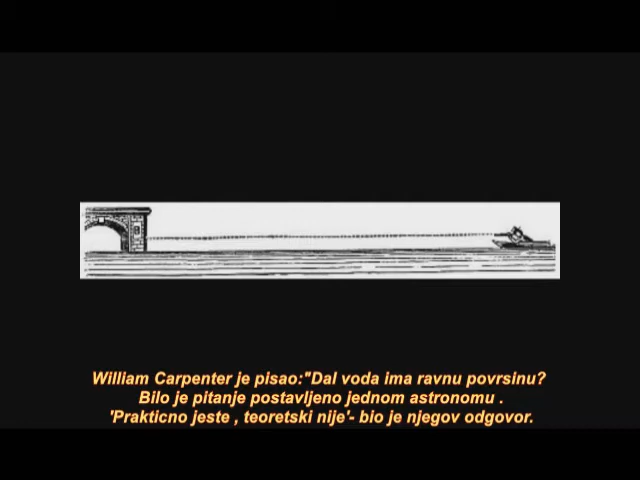 William Carpenter je pisao:"Dal voda ima ravnu povrsinu?
Bilo je pitanje postavljeno jednom astronomu .
'Prakticno jeste , teoretski nije'- bio je njegov odgovor.